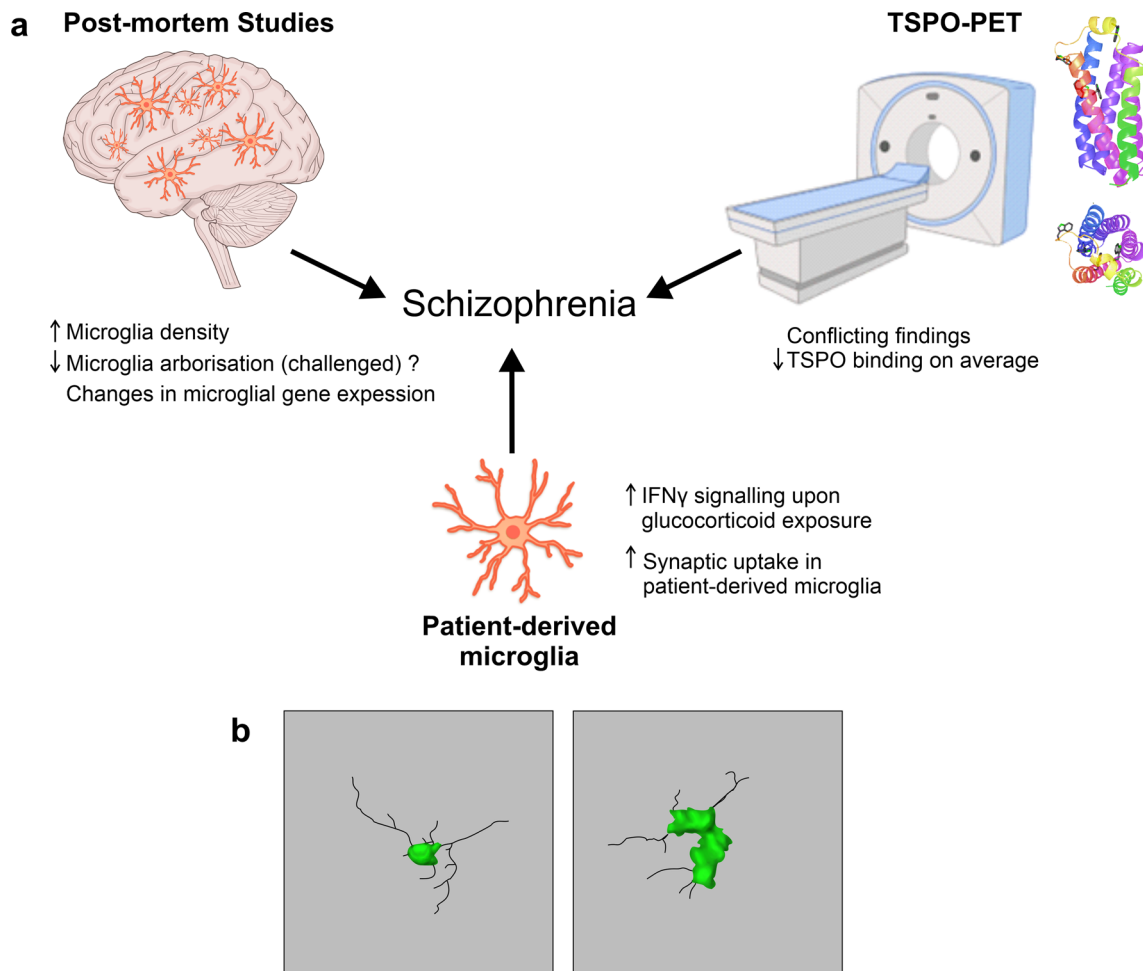 a
Post-mortem Studies
TSPO-PET
Schizophrenia
↑ Microglia density
↓ Microglia arborisation (challenged) ?
Changes in microglial gene expession
Conflicting findings
↓ TSPO binding on average
↑ IFNγ signalling upon
glucocorticoid exposure
↑ Synaptic uptake in
patient-derived microglia
Patient-derived
microglia
b